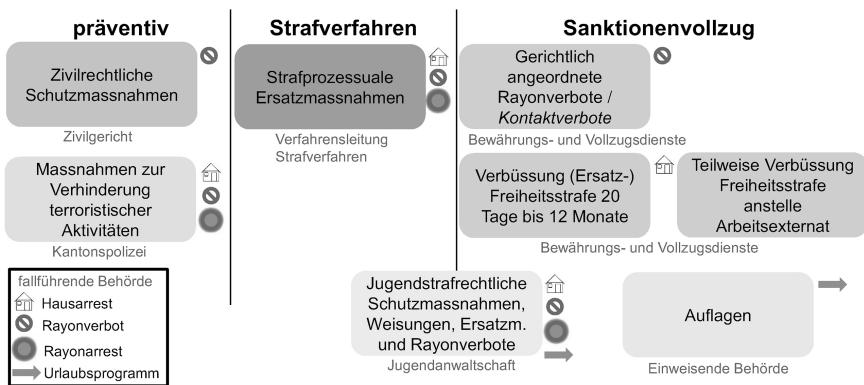 präventiv
Zivilrechtliche
Schutzmassnahmen
Zivilgericht
Massnahmen zur
Verhinderung
terroristischer
Aktivitäten
Kantonspolizei
Strafverfahren
Strafprozessuale
Ersatzmassnahmen
Verfahrensleitung
Strafverfahren
Sanktionenvollzug
Gerichtlich
angeordnete
Rayonverbote /
Kontaktverbote
Bewährungs- und Vollzugsdienste
Verbüssung (Ersatz-)
Freiheitsstrafe 20
Tage bis 12 Monate
Teilweise Verbüssung
Freiheitsstrafe
anstelle
Arbeitsexternat
Bewährungs- und Vollzugsdienste
Jugendstrafrechtliche
Schutzmassnahmen,
Weisungen, Ersatzm.
und Rayonverbote
Jugendanwaltschaft
Auflagen
Einweisende Behörde
fallführende Behörde
Hausarrest
Rayonverbot
Rayonarrest
Urlaubsprogramm